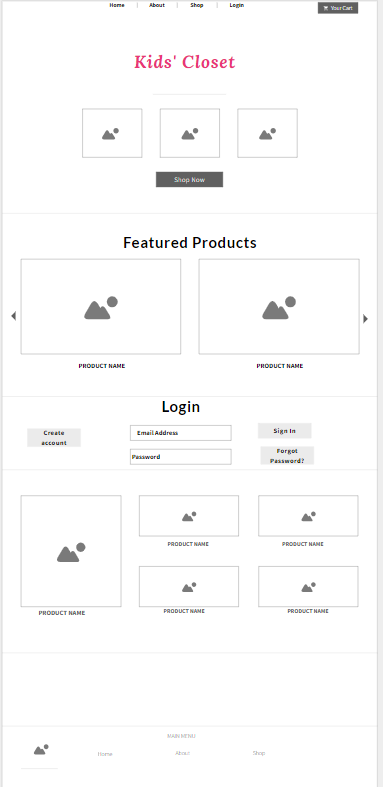 Home | About | Shop | Login
Your Cart
Kids' Closet
Shop Now
Featured Products
PRODUCT NAME
PRODUCT NAME
Login
Create
account
Email Address
Sign In
Password
Forgot
Password?
PRODUCT NAME
PRODUCT NAME
PRODUCT NAME
PRODUCT NAME
PRODUCT NAME
MAIN MENU
Home
About
Shop